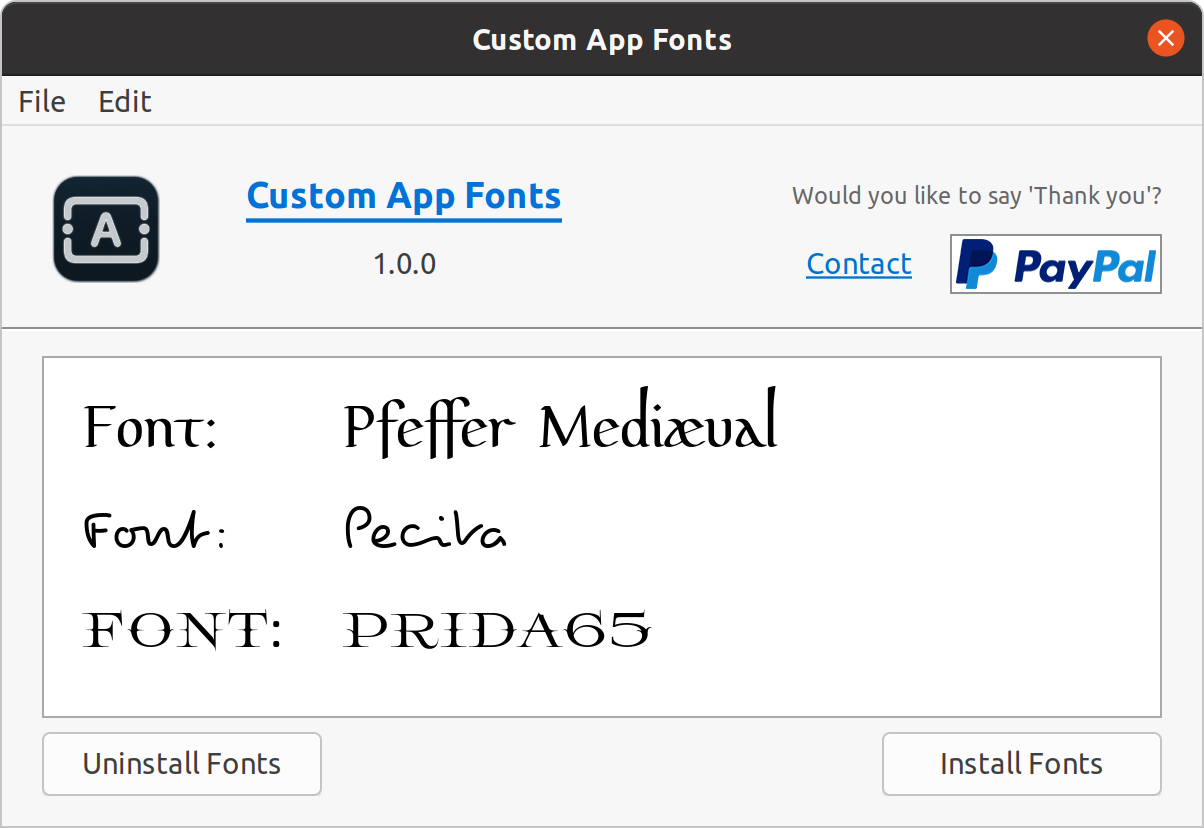 Custom App Fonts
File Edit
Custom App Fonts
Would you like to say 'Thank you'?
A
1.0.0
Contact
PayPal
Font: Pfeffer Mediæval
Font: Pecita
FONT: PRIDA65
Uninstall Fonts
Install Fonts